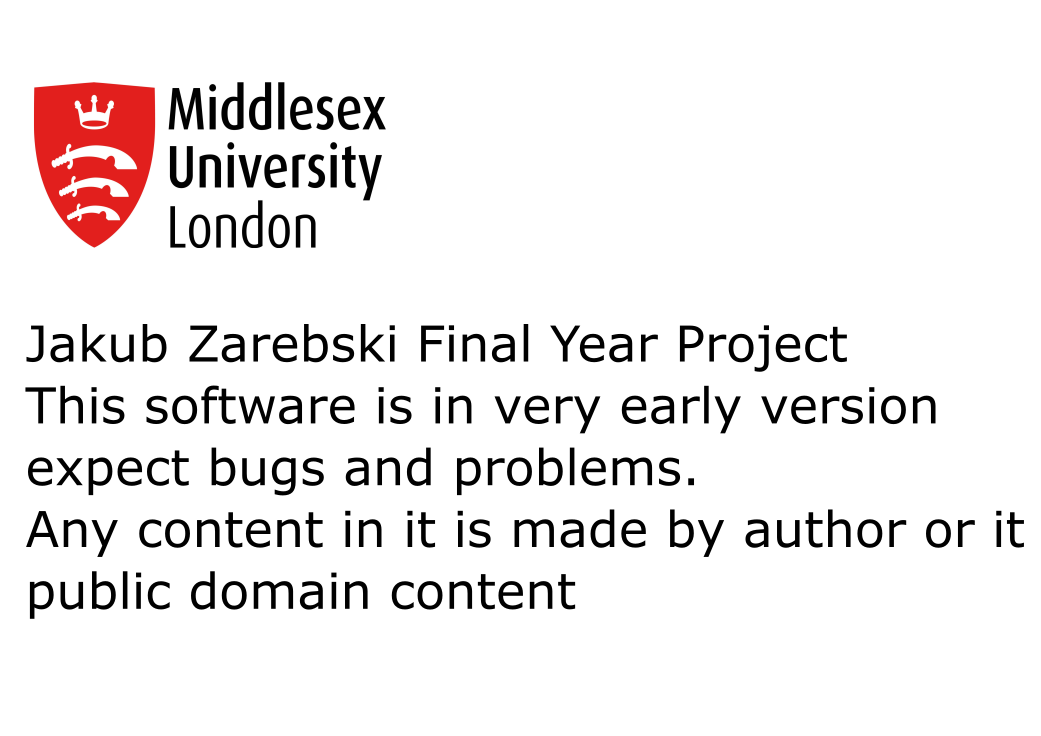 Middlesex
University
London
Jakub Zarebski Final Year Project
This software is in very early version
expect bugs and problems.
Any content in it is made by author or it
public domain content